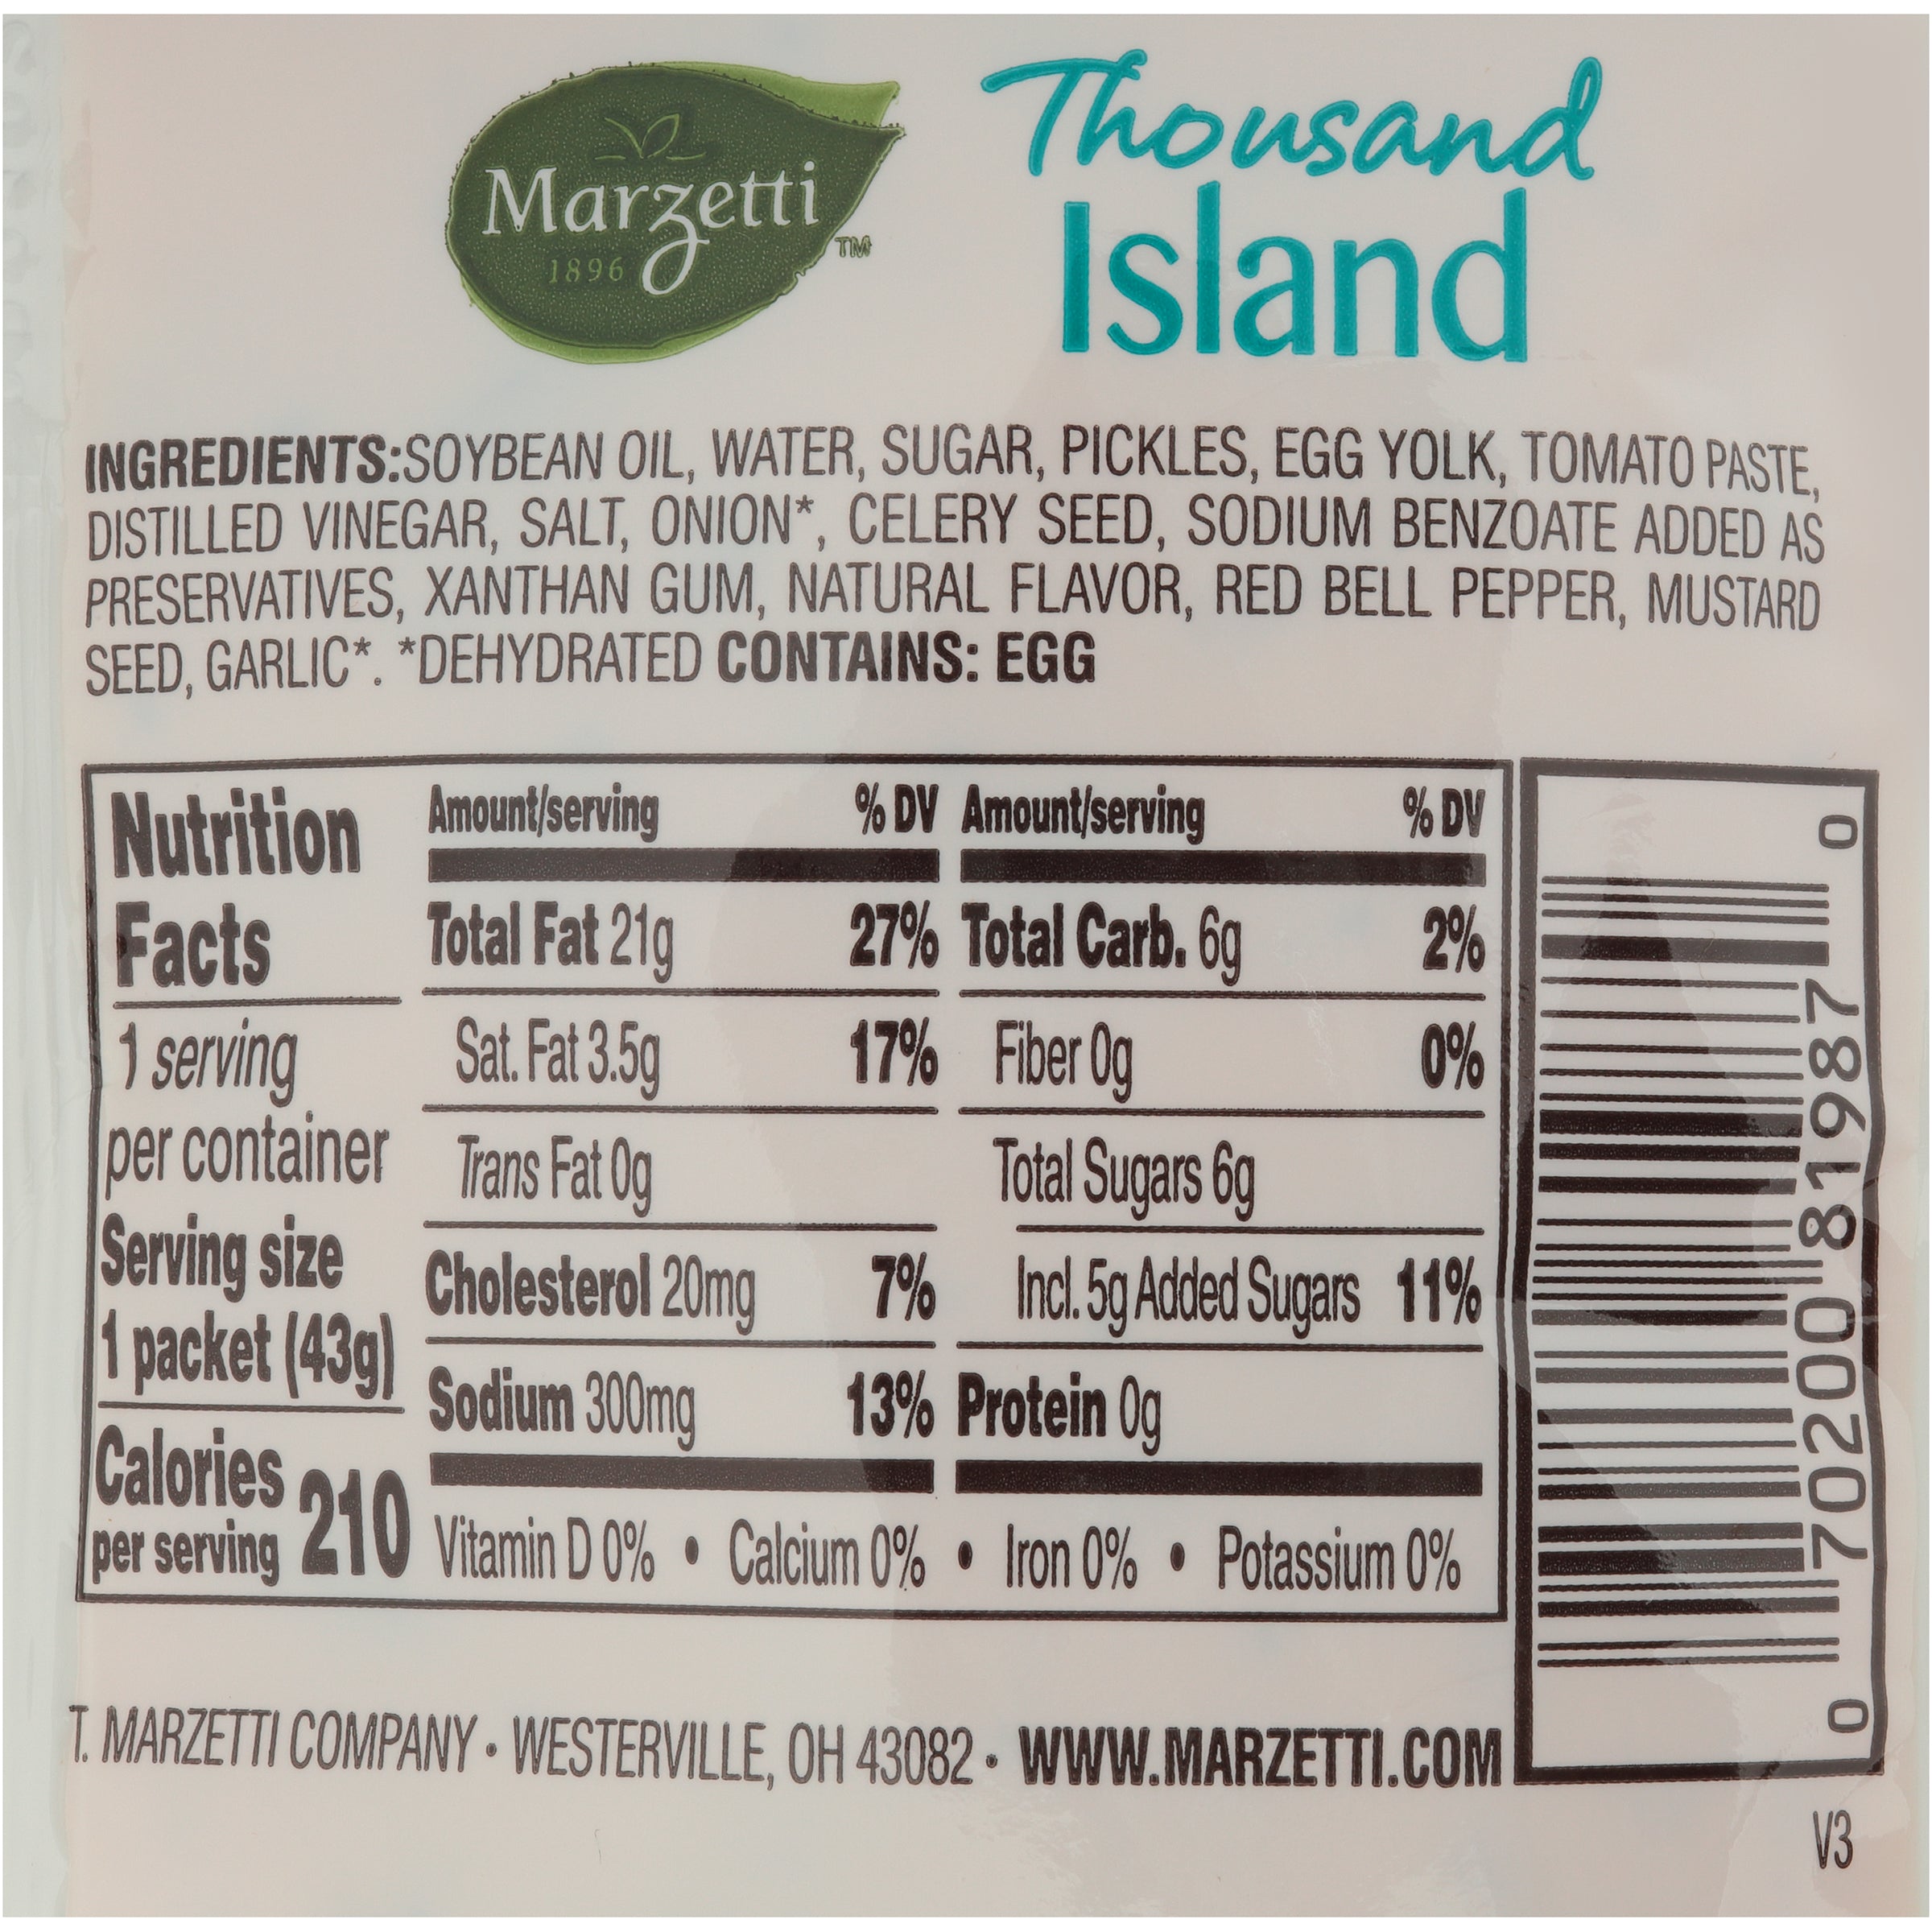 Marzetti
TM
1896
Thousand
Island
INGREDIENTS:SOYBEAN OIL, WATER, SUGAR, PICKLES, EGG YOLK, TOMATO PASTE,
DISTILLED VINEGAR, SALT, ONION*, CELERY SEED, SODIUM BENZOATE ADDED AS
PRESERVATIVES, XANTHAN GUM, NATURAL FLAVOR, RED BELL PEPPER, MUSTARD
SEED, GARLIC*. *DEHYDRATED CONTAINS: EGG
Nutrition
Facts
1 serving
per container
Serving size
1 packet (43g)
Calories
per serving 210
Amount/serving % DV
Total Fat 21g 27%
Sat. Fat 3.5g 17%
Trans Fat 0g
Cholesterol 20mg 7%
Sodium 300mg 13%
Amount/serving % DV
Total Carb. 6g 2%
Fiber 0g 0%
Total Sugars 6g
Incl. 5g Added Sugars 11%
Protein 0g
Vitamin D 0% • Calcium 0% • Iron 0% • Potassium 0%
0 70200 81987 0
T. MARZETTI COMPANY • WESTERVILLE, OH 43082 • WWW.MARZETTI.COM
V3